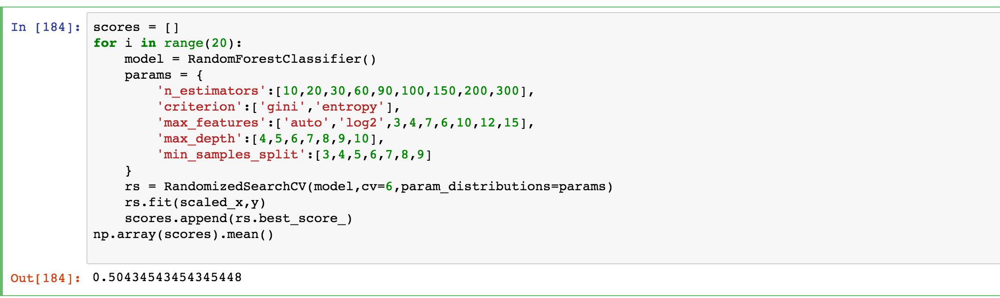 In [184]: scores = []
for i in range(20):
    model = RandomForestClassifier()
    params = {
        'n_estimators':[10,20,30,60,90,100,150,200,300],
        'criterion':['gini','entropy'],
        'max_features':['auto','log2',3,4,7,6,10,12,15],
        'max_depth':[4,5,6,7,8,9,10],
        'min_samples_split':[3,4,5,6,7,8,9]
    }
    rs = RandomizedSearchCV(model,cv=6,param_distributions=params)
    rs.fit(scaled_x,y)
    scores.append(rs.best_score_)
np.array(scores).mean()
Out[184]: 0.50434543454345448